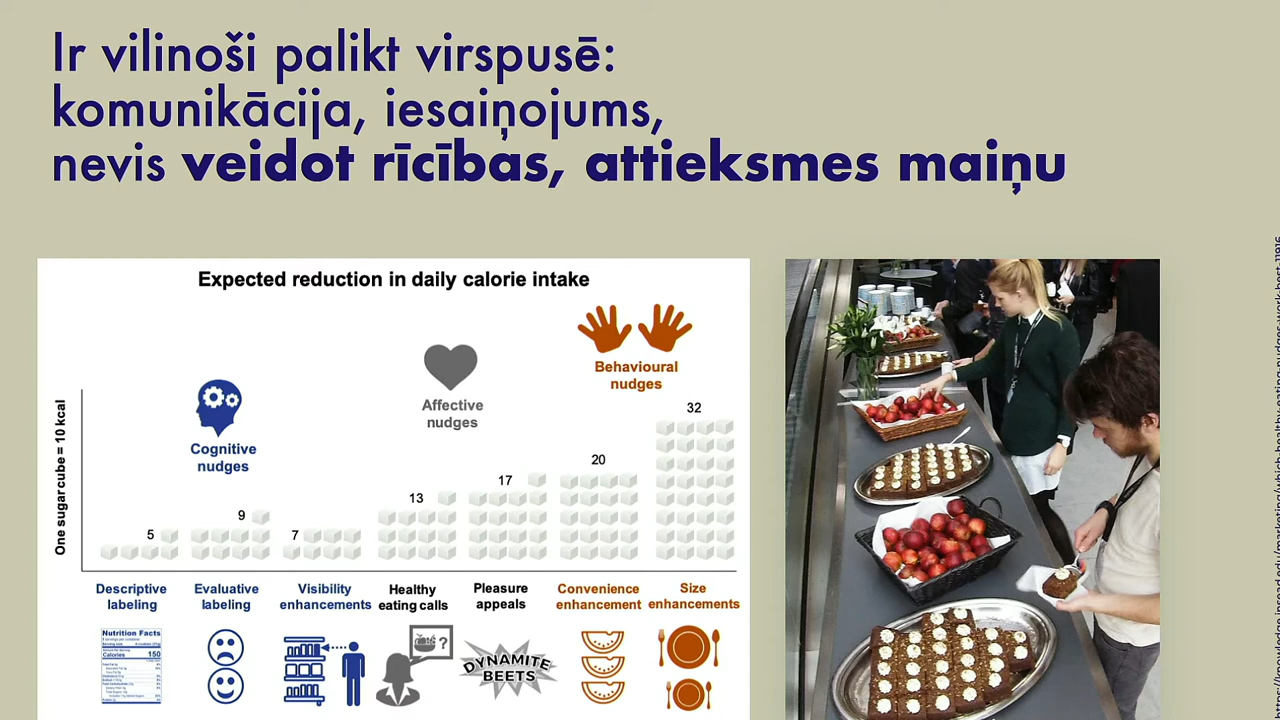 Ir vilinoši palikt virspusē:
komunikācija, iesaiņojums,
nevis veidot rīcības, attieksmes maiņu
Expected reduction in daily calorie intake
One sugar cube = 10 kcal
Cognitive
nudges
Affective
nudges
Behavioural
nudges
5
9
7
13
17
20
32
Descriptive
labeling
Evaluative
labeling
Visibility
enhancements
Healthy
eating calls
Pleasure
appeals
Convenience
enhancement
Size
enhancements
Nutrition Facts
Calories 150
?
DYNAMITE
BEETS